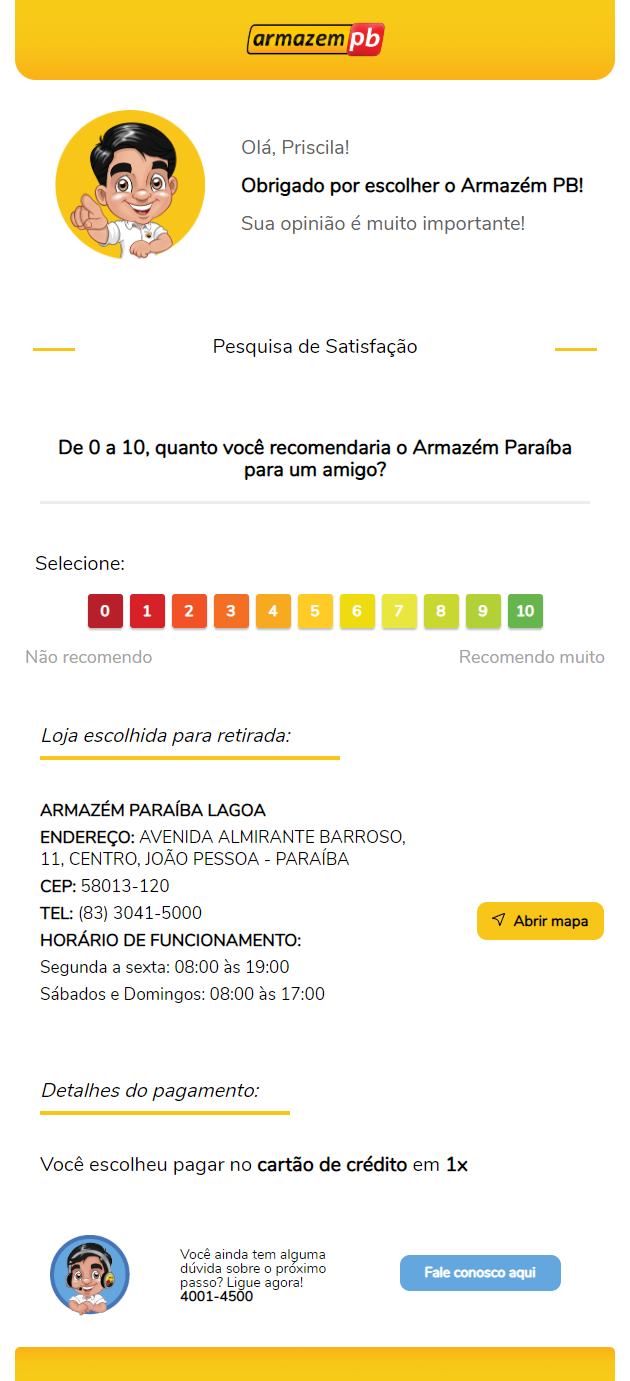 armazem pb
Olá, Priscila!
Obrigado por escolher o Armazém PB!
Sua opinião é muito importante!
Pesquisa de Satisfação
De 0 a 10, quanto você recomendaria o Armazém Paraíba
para um amigo?
Selecione:
0 1 2 3 4 5 6 7 8 9 10
Não recomendo Recomendo muito
Loja escolhida para retirada:
ARMAZÉM PARAÍBA LAGOA
ENDEREÇO: AVENIDA ALMIRANTE BARROSO,
11, CENTRO, JOÃO PESSOA - PARAÍBA
CEP: 58013-120
TEL: (83) 3041-5000
Abrir mapa
HORÁRIO DE FUNCIONAMENTO:
Segunda a sexta: 08:00 às 19:00
Sábados e Domingos: 08:00 às 17:00
Detalhes do pagamento:
Você escolheu pagar no cartão de crédito em 1x
Você ainda tem alguma
dúvida sobre o próximo
passo? Ligue agora!
4001-4500
Fale conosco aqui